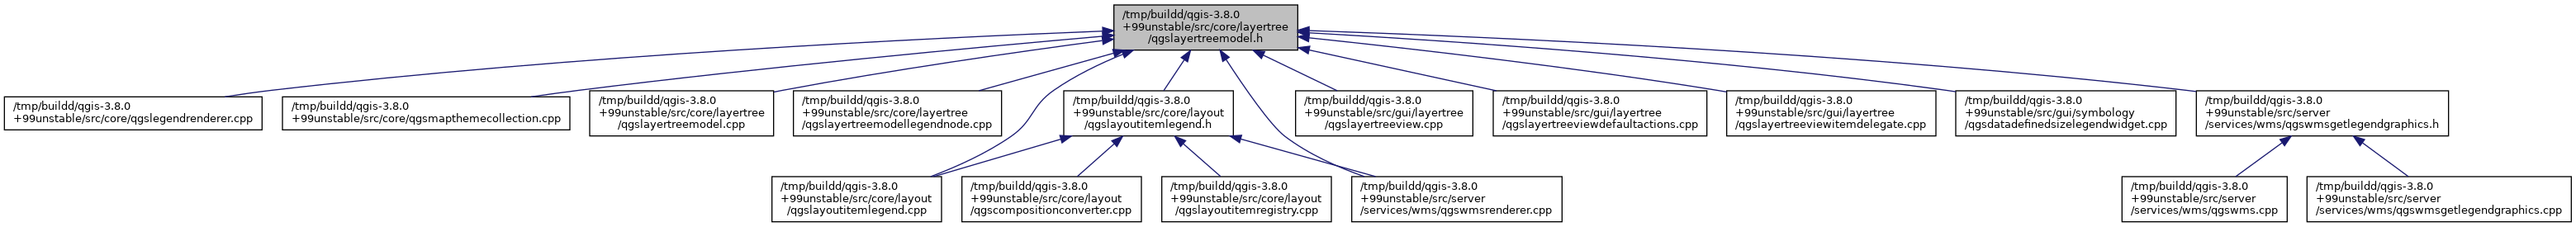 /tmp/buildd/qgis-3.8.0
+99unstable/src/core/layertree
/qgslayertreemodel.h
/tmp/buildd/qgis-3.8.0
+99unstable/src/core/qgslegendrenderer.cpp
/tmp/buildd/qgis-3.8.0
+99unstable/src/core/qgsmapthemecollection.cpp
/tmp/buildd/qgis-3.8.0
+99unstable/src/core/layertree
/qgslayertreemodel.cpp
/tmp/buildd/qgis-3.8.0
+99unstable/src/core/layertree
/qgslayertreemodellegendnode.cpp
/tmp/buildd/qgis-3.8.0
+99unstable/src/core/layout
/qgslayoutitemlegend.h
/tmp/buildd/qgis-3.8.0
+99unstable/src/gui/layertree
/qgslayertreeview.cpp
/tmp/buildd/qgis-3.8.0
+99unstable/src/gui/layertree
/qgslayertreeviewdefaultactions.cpp
/tmp/buildd/qgis-3.8.0
+99unstable/src/gui/layertree
/qgslayertreeviewitemdelegate.cpp
/tmp/buildd/qgis-3.8.0
+99unstable/src/gui/symbology
/qgsdatadefinedsizelegendwidget.cpp
/tmp/buildd/qgis-3.8.0
+99unstable/src/server
/services/wms/qgswmsgetlegendgraphics.h
/tmp/buildd/qgis-3.8.0
+99unstable/src/core/layout
/qgslayoutitemlegend.cpp
/tmp/buildd/qgis-3.8.0
+99unstable/src/core/layout
/qgscompositionconverter.cpp
/tmp/buildd/qgis-3.8.0
+99unstable/src/core/layout
/qgslayoutitemregistry.cpp
/tmp/buildd/qgis-3.8.0
+99unstable/src/server
/services/wms/qgswmsrenderer.cpp
/tmp/buildd/qgis-3.8.0
+99unstable/src/server
/services/wms/qgswms.cpp
/tmp/buildd/qgis-3.8.0
+99unstable/src/server
/services/wms/qgswmsgetlegendgraphics.cpp